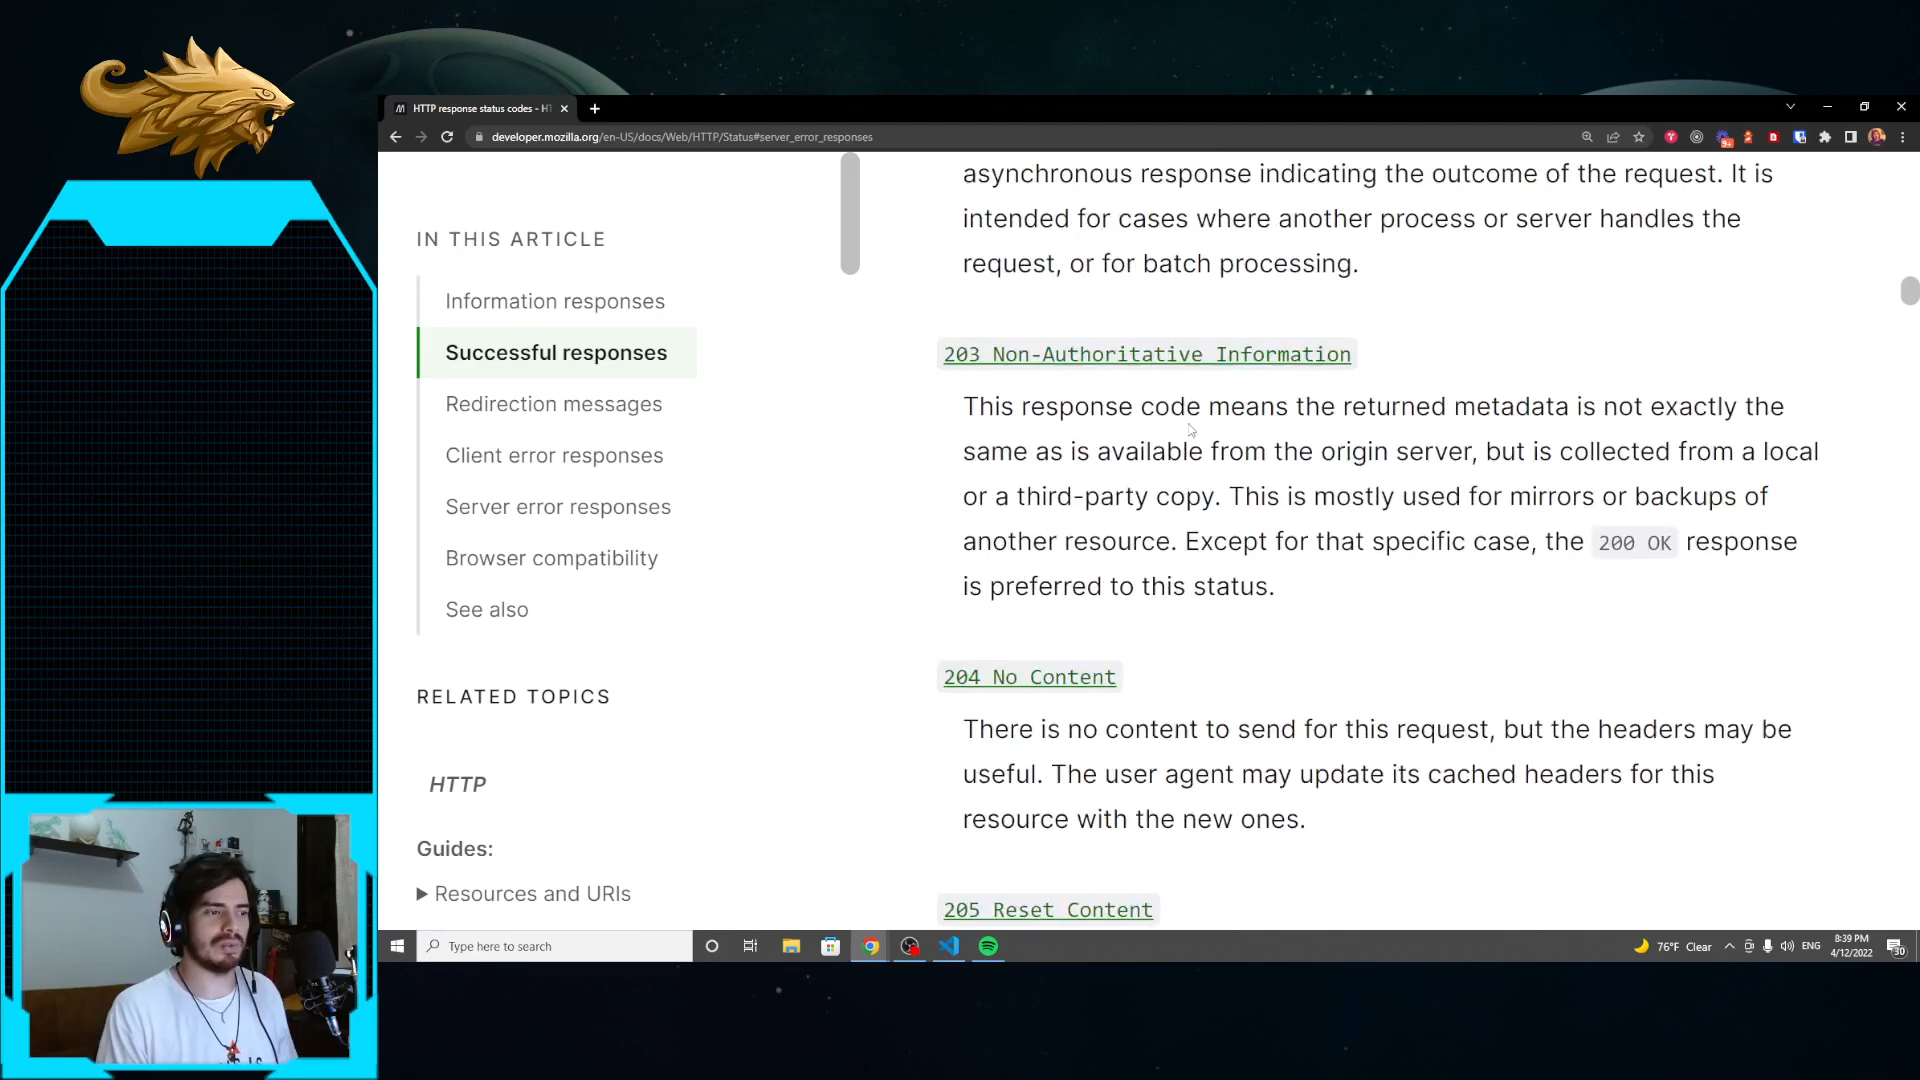 HTTP response status codes - HT
developer.mozilla.org/en-US/docs/Web/HTTP/Status#server_error_responses
9+
IN THIS ARTICLE
Information responses
Successful responses
Redirection messages
Client error responses
Server error responses
Browser compatibility
See also
RELATED TOPICS
HTTP
Guides:
Resources and URIs
asynchronous response indicating the outcome of the request. It is
intended for cases where another process or server handles the
request, or for batch processing.
203 Non-Authoritative Information
This response code means the returned metadata is not exactly the
same as is available from the origin server, but is collected from a local
or a third-party copy. This is mostly used for mirrors or backups of
another resource. Except for that specific case, the 200 OK response
is preferred to this status.
204 No Content
There is no content to send for this request, but the headers may be
useful. The user agent may update its cached headers for this
resource with the new ones.
205 Reset Content
Type here to search
76°F Clear
ENG
8:39 PM
4/12/2022
30